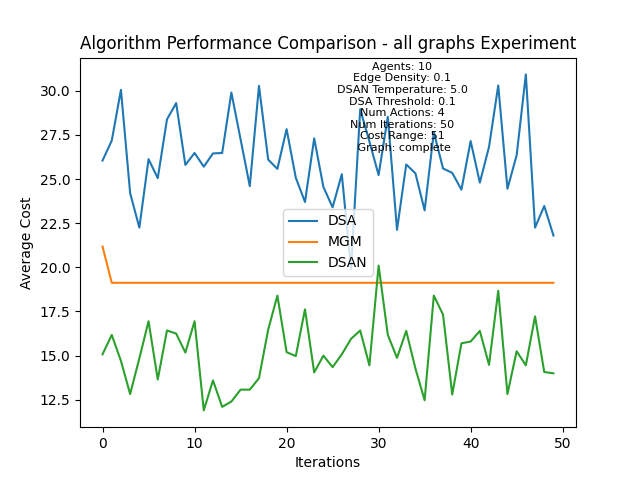 Algorithm Performance Comparison - all graphs Experiment
Agents: 10
Edge Density: 0.1
DSAN Temperature: 5.0
DSA Threshold: 0.1
Num Actions: 4
Num Iterations: 50
Cost Range: 51
Graph: complete
30.0
27.5
25.0
22.5
20.0
17.5
15.0
12.5
Average Cost
DSA
MGM
DSAN
0
10
20
30
40
50
Iterations